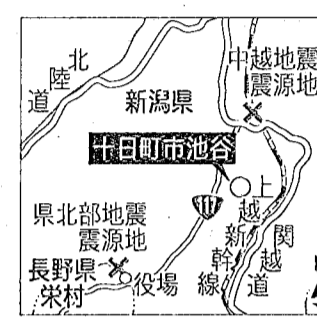 北陸道
中越地震
震源地
新潟県
十日町市池谷
117
上越新幹線
関越道
県北部地震
震源地
長野県
栄村
役場